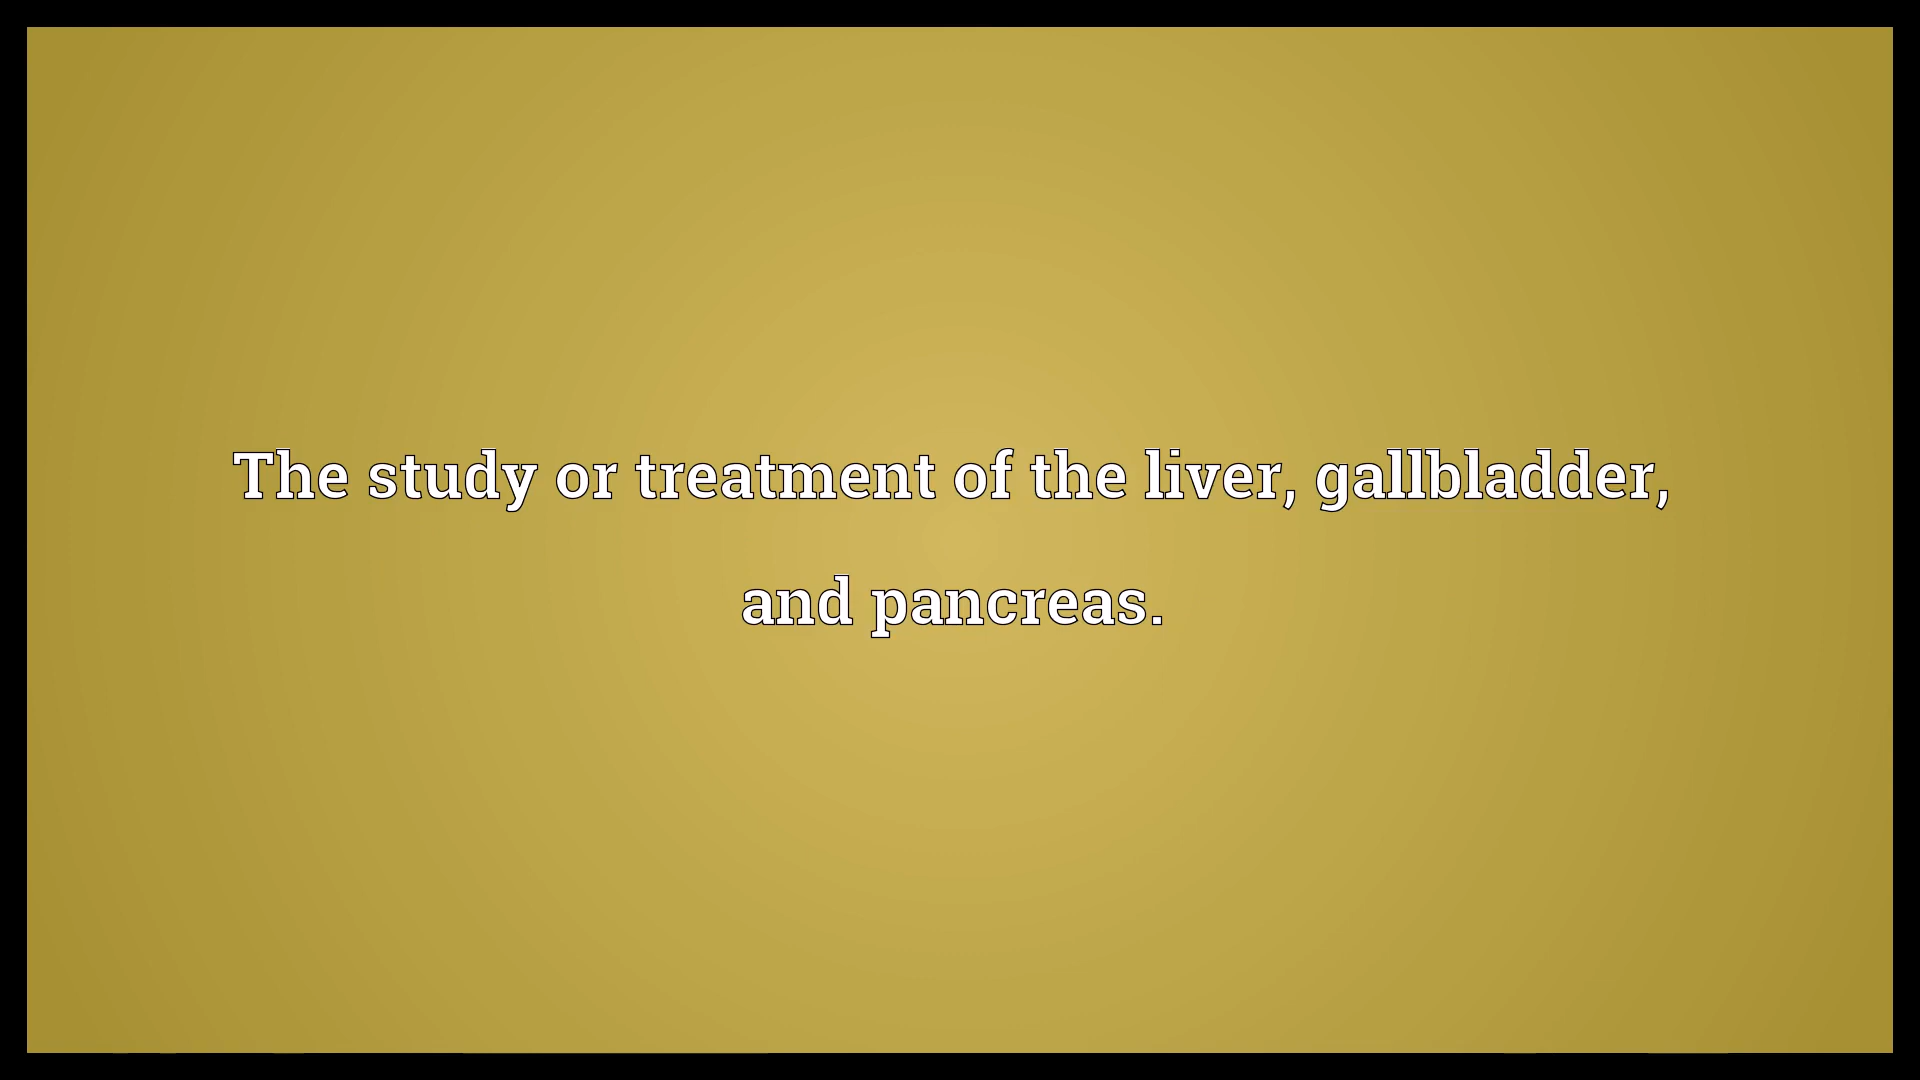 The study or treatment of the liver, gallbladder,
and pancreas.